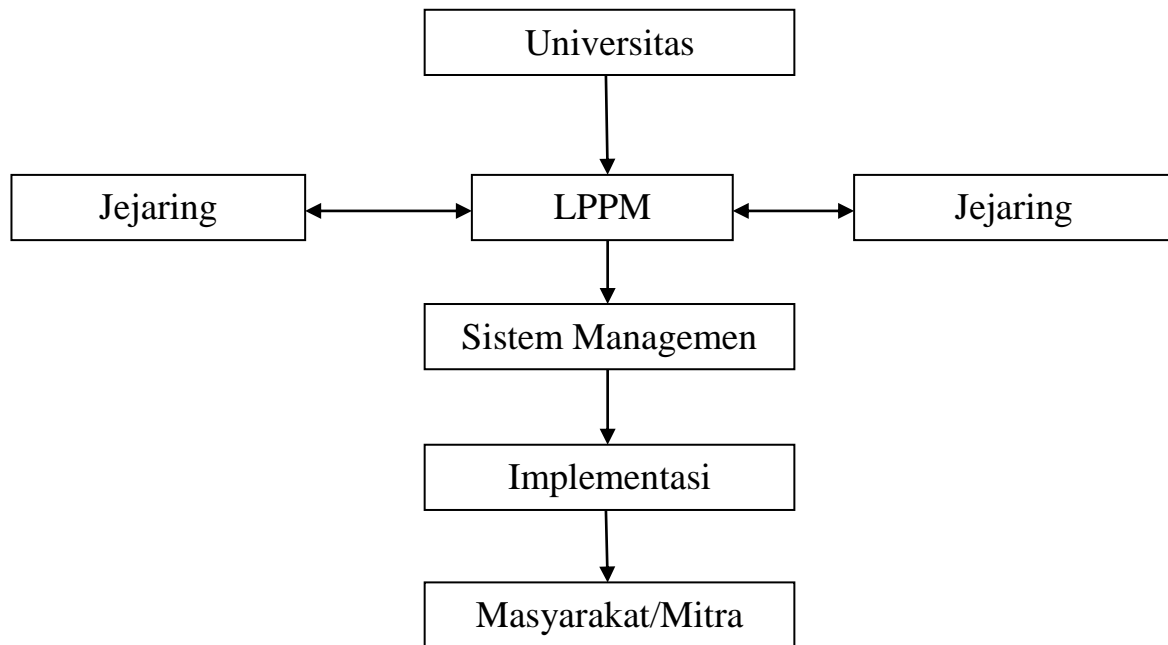 Universitas
Jejaring
LPPM
Jejaring
Sistem Managemen
Implementasi
Masyarakat/Mitra